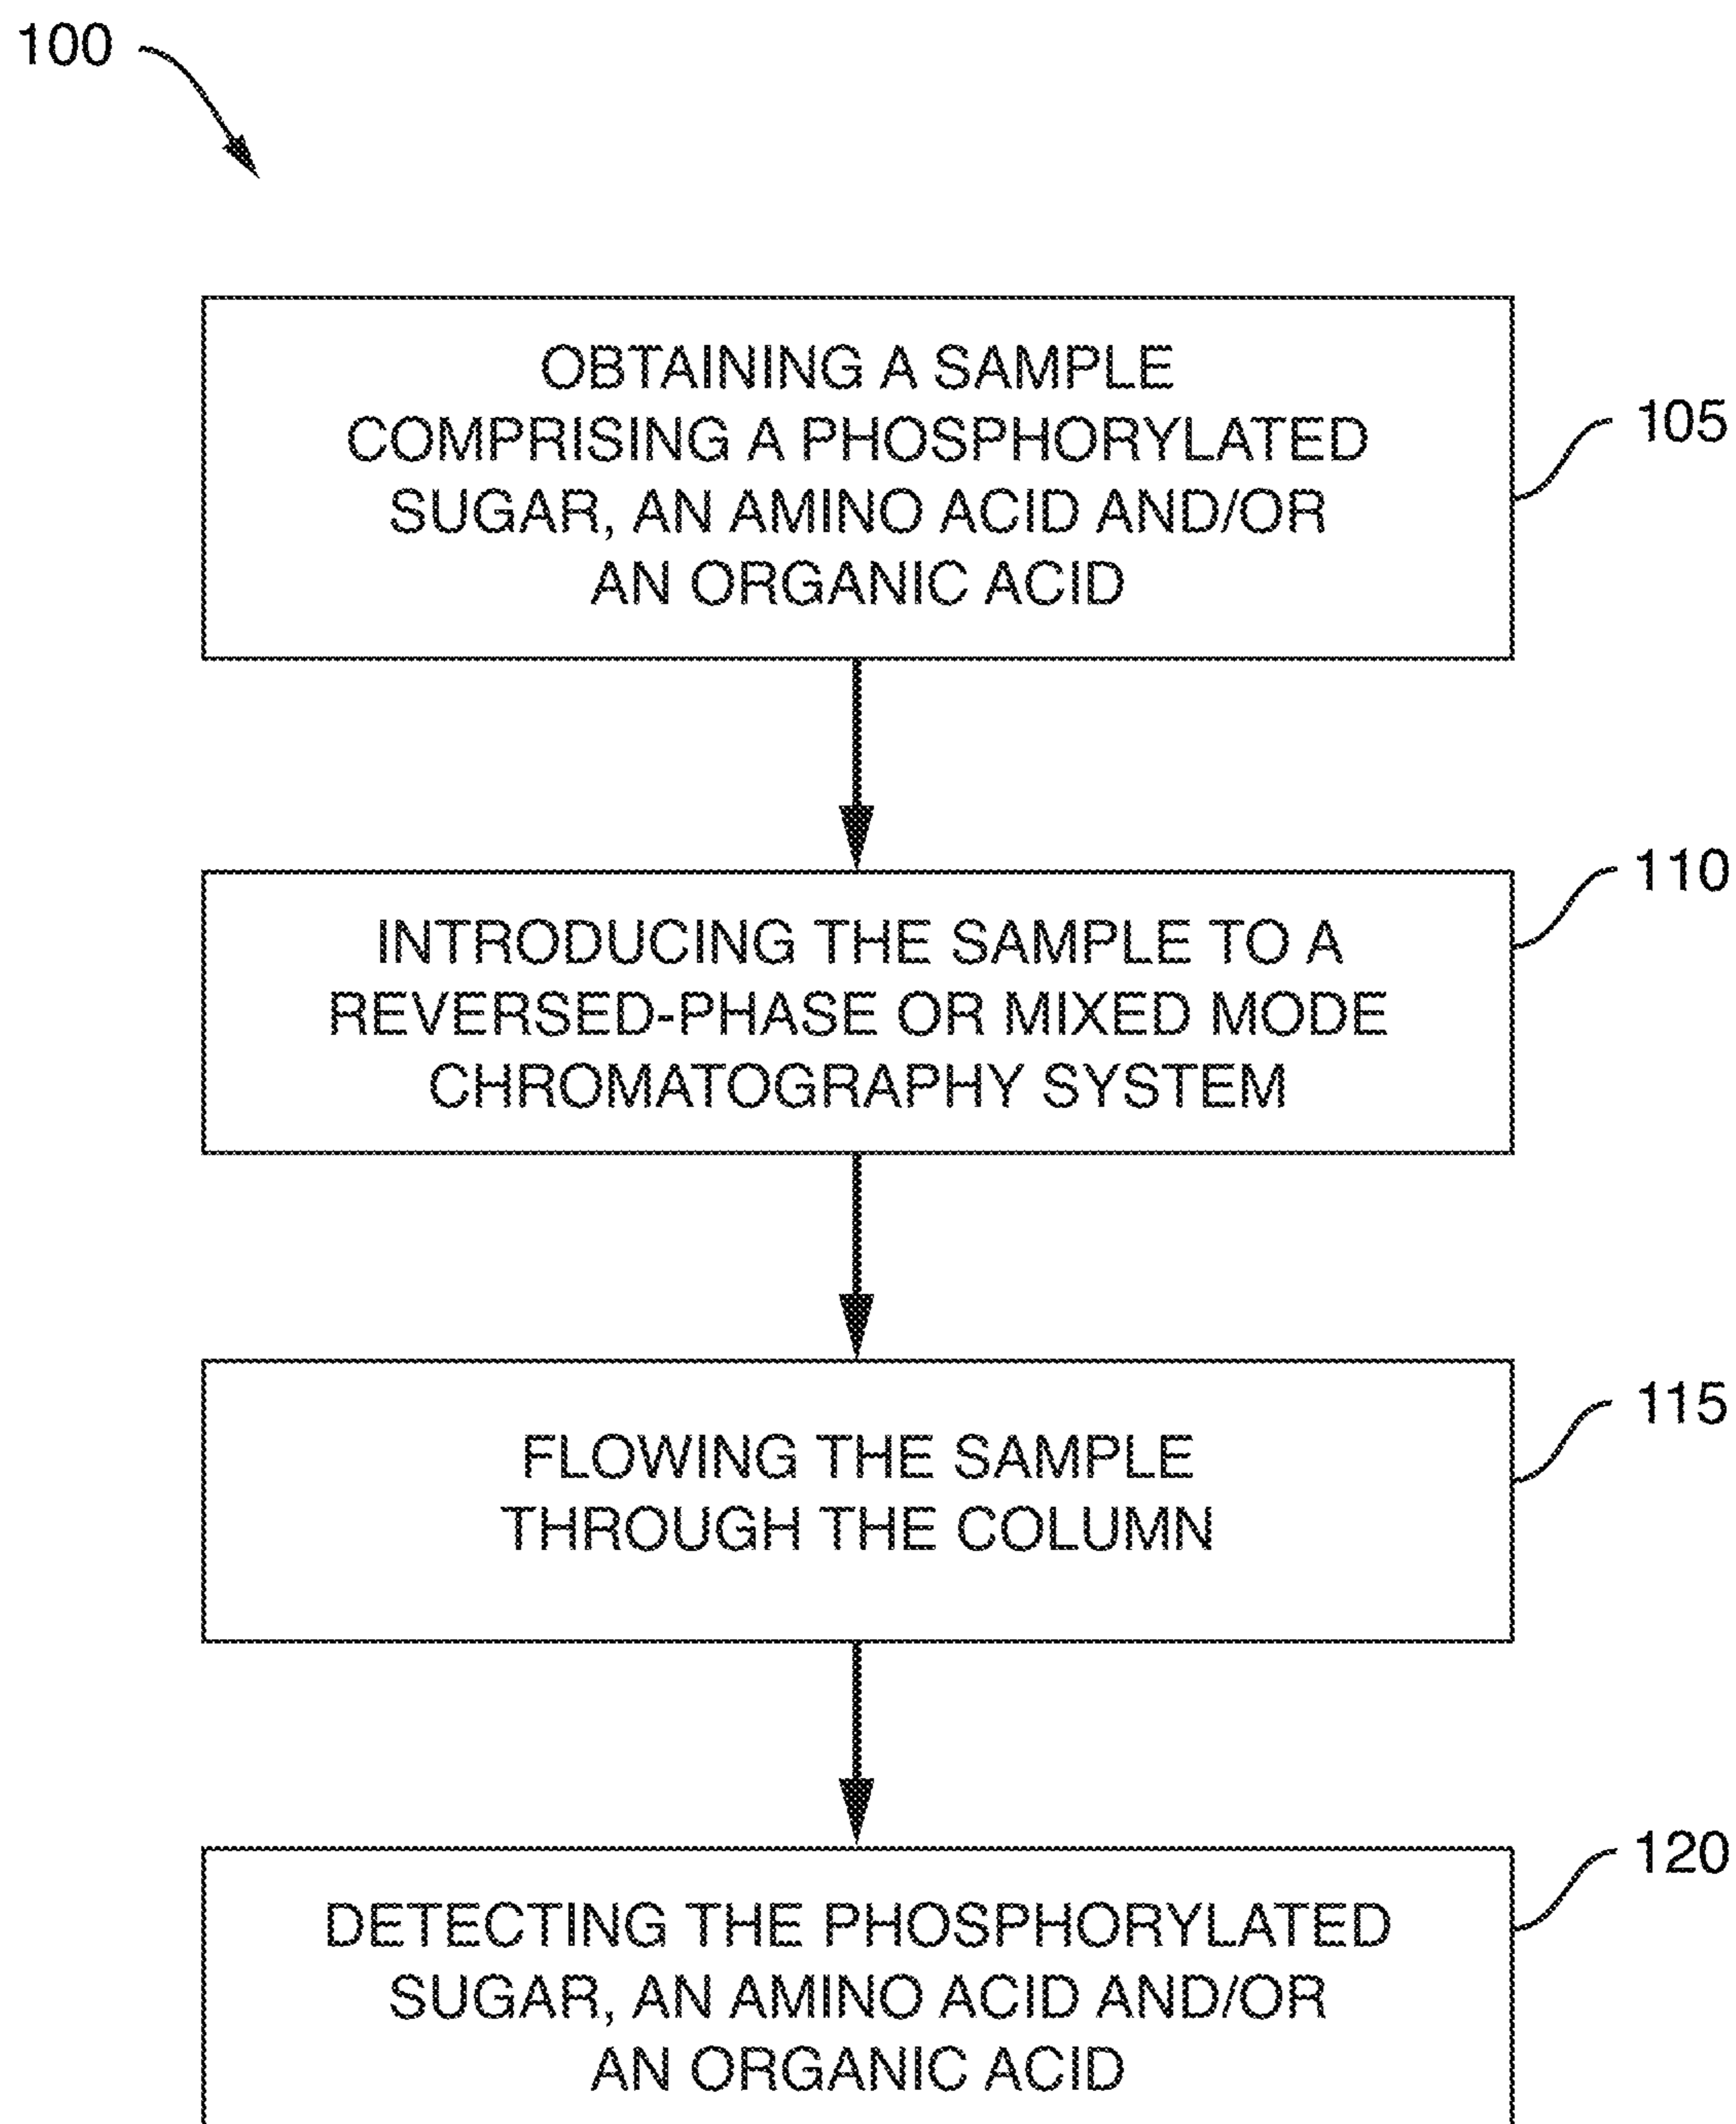 100
OBTAINING A SAMPLE
COMPRISING A PHOSPHORYLATED
SUGAR, AN AMINO ACID AND/OR
AN ORGANIC ACID
105
INTRODUCING THE SAMPLE TO A
REVERSED-PHASE OR MIXED MODE
CHROMATOGRAPHY SYSTEM
110
FLOWING THE SAMPLE
THROUGH THE COLUMN
115
DETECTING THE PHOSPHORYLATED
SUGAR, AN AMINO ACID AND/OR
AN ORGANIC ACID
120